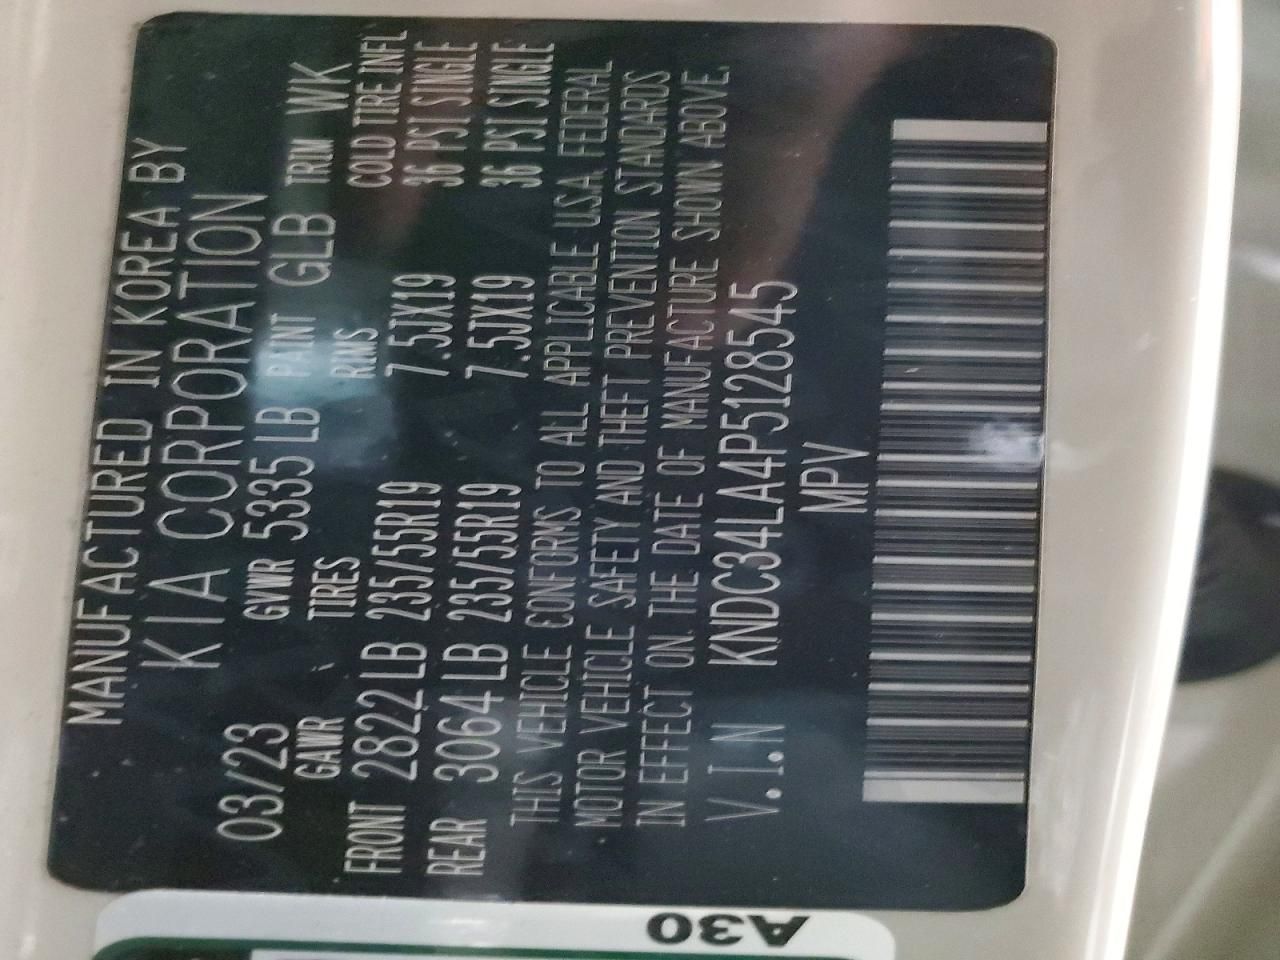 MANUFACTURED IN KOREA BY
KIA CORPORATION
03/23 GVWR 5335 LB PAINT GLB TRIM WK
GAWR TIRES RMS COLD TIRE INFL
FRONT 2822 LB 235/55R19 7.5JX19 36 PSI SINGLE
REAR 3064 LB 235/55R19 7.5JX19 36 PSI SINGLE
THIS VEHICLE CONFORMS TO ALL APPLICABLE U.S.A. FEDERAL
MOTOR VEHICLE SAFETY AND THEFT PREVENTION STANDARDS
IN EFFECT ON THE DATE OF MANUFACTURE SHOWN ABOVE.
V.I.N KNDC34LA4P5128545
MPV
A30